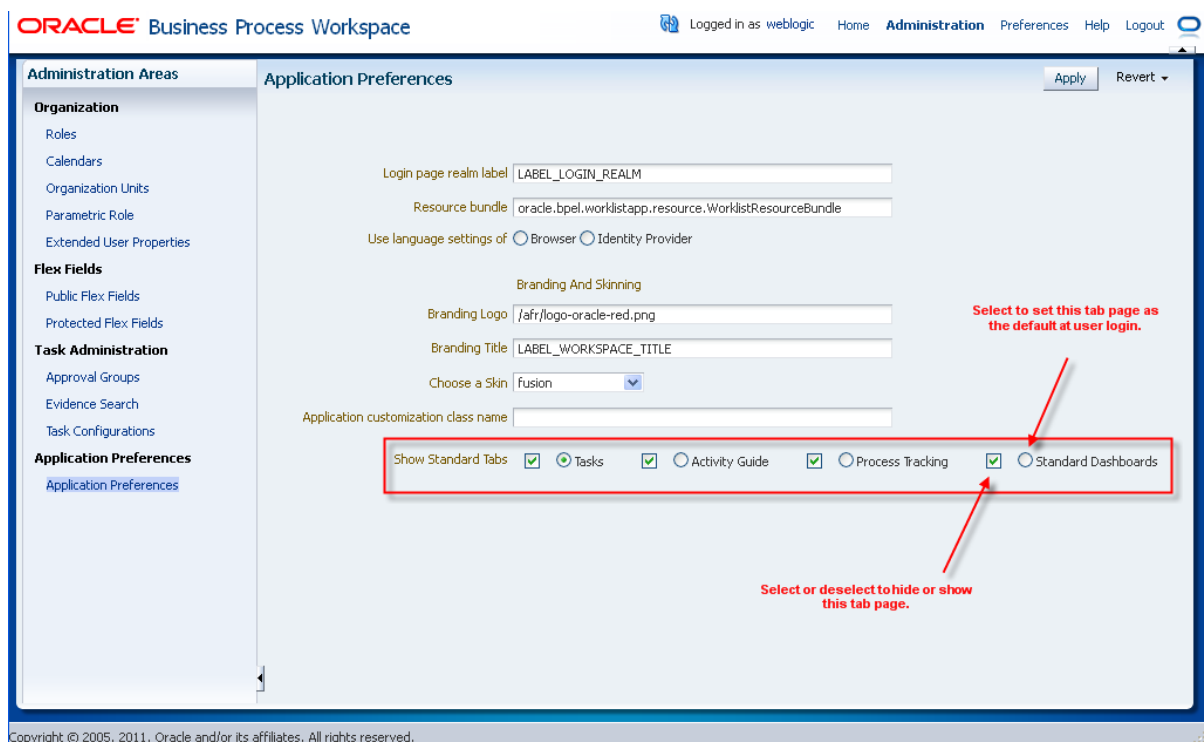 ORACLE Business Process Workspace
Logged in as weblogic Home Administration Preferences Help Logout
Administration Areas
Organization
Roles
Calendars
Organization Units
Parametric Role
Extended User Properties
Flex Fields
Public Flex Fields
Protected Flex Fields
Task Administration
Approval Groups
Evidence Search
Task Configurations
Application Preferences
Application Preferences
Application Preferences
Apply Revert
Login page realm label LABEL_LOGIN_REALM
Resource bundle oracle.bpel.worklistapp.resource.WorklistResourceBundle
Use language settings of Browser Identity Provider
Branding And Skinning
Branding Logo /afr/logo-oracle-red.png
Branding Title LABEL_WORKSPACE_TITLE
Choose a Skin fusion
Application customization class name
Select to set this tab page as
the default at user login.
Show Standard Tabs Tasks Activity Guide Process Tracking Standard Dashboards
Select or deselect to hide or show
this tab page.
Copyright © 2005, 2011, Oracle and/or its affiliates. All rights reserved.